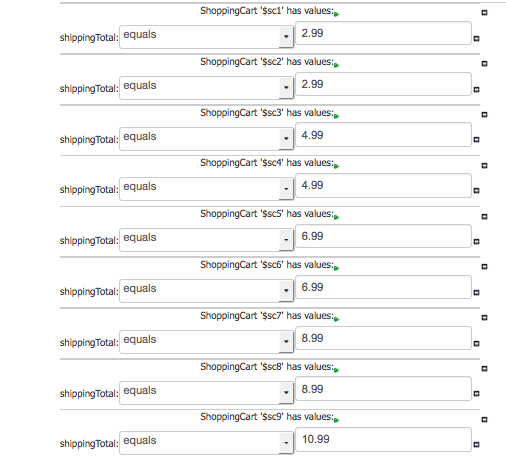 ShoppingCart '$sc1' has values:
shippingTotal: equals 2.99
ShoppingCart '$sc2' has values:
shippingTotal: equals 2.99
ShoppingCart '$sc3' has values:
shippingTotal: equals 4.99
ShoppingCart '$sc4' has values:
shippingTotal: equals 4.99
ShoppingCart '$sc5' has values:
shippingTotal: equals 6.99
ShoppingCart '$sc6' has values:
shippingTotal: equals 6.99
ShoppingCart '$sc7' has values:
shippingTotal: equals 8.99
ShoppingCart '$sc8' has values:
shippingTotal: equals 8.99
ShoppingCart '$sc9' has values:
shippingTotal: equals 10.99